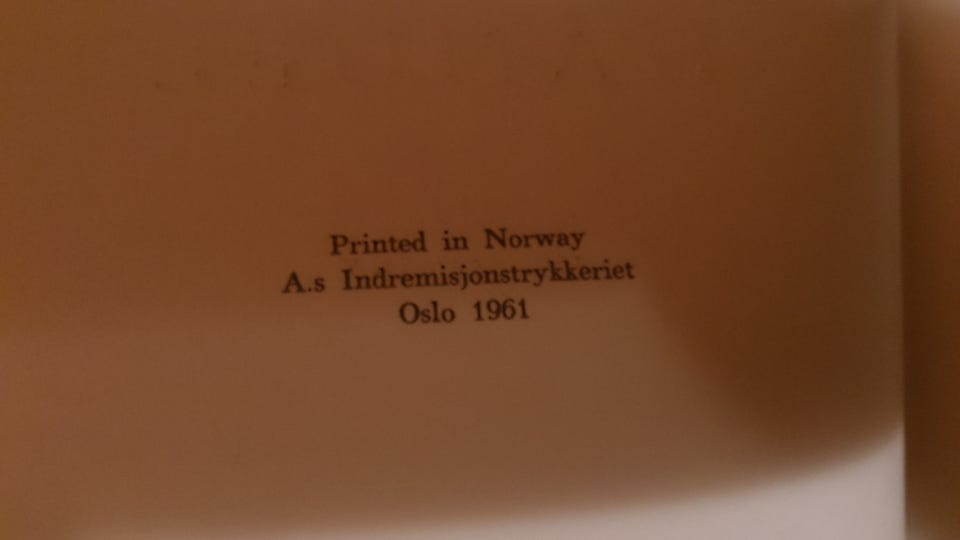 Printed in Norway
A.s Indremisjonstrykkeriet
Oslo 1961